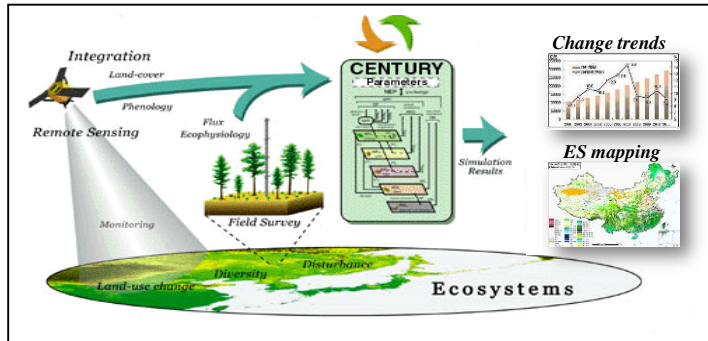 Integration
Land-cover
Phenology
Remote Sensing
Flux
Ecophysiology
Monitoring
Field Survey
CENTURY
Parameters
NEP
Simulation
Results
Change trends
ES mapping
Land-use change
Diversity
Disturbance
Ecosystems